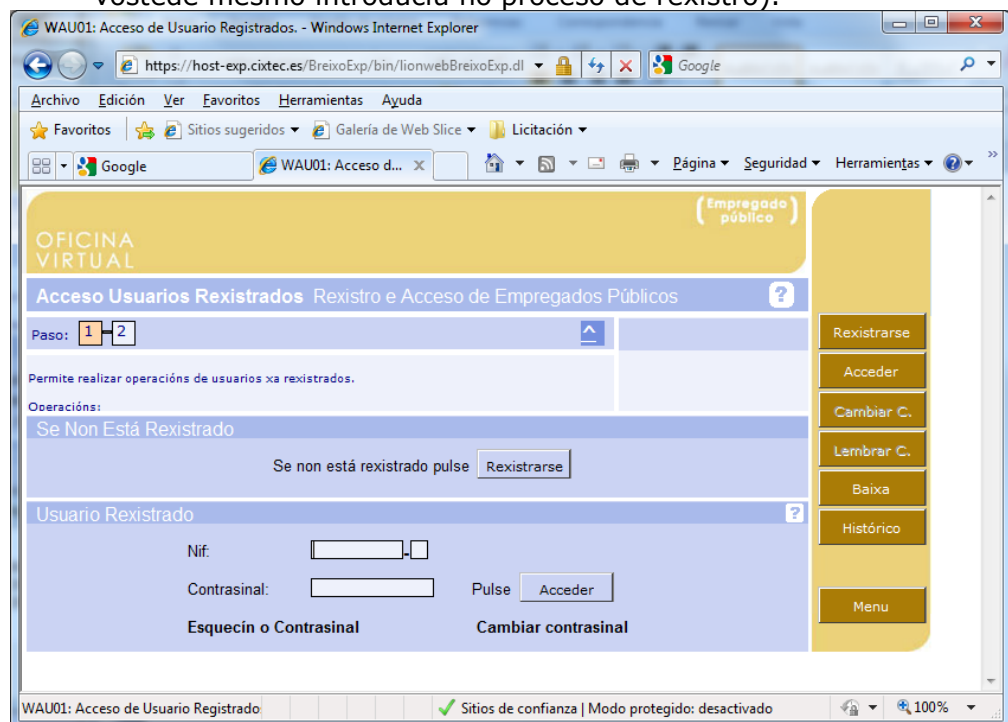 vostede mesmo introducía no proceso de rexistro).
WAU01: Acceso de Usuario Registrados. - Windows Internet Explorer
https://host-exp.cixtec.es/BreixoExp/bin/lionwebBreixoExp.dl
Google
Archivo Edición Ver Favoritos Herramientas Ayuda
Favoritos Sitios sugeridos Galería de Web Slice Licitación
Google WAU01: Acceso d... X Página Seguridad Herramientas »
(Empregado público)
OFICINA
VIRTUAL
Acceso Usuarios Rexistrados Rexistro e Acceso de Empregados Públicos ?
Paso: 1 2 ^
Permite realizar operacións de usuarios xa rexistrados.
Operacións:
Se Non Está Rexistrado
Se non está rexistrado pulse Rexistrarse
Usuario Rexistrado ?
Nif: -
Contrasinal: Pulse Acceder
Esquecín o Contrasinal Cambiar contrasinal
Rexistrarse
Acceder
Cambiar C.
Lembrar C.
Baixa
Histórico
Menu
WAU01: Acceso de Usuario Registrado Sitios de confianza | Modo protegido: desactivado 100%